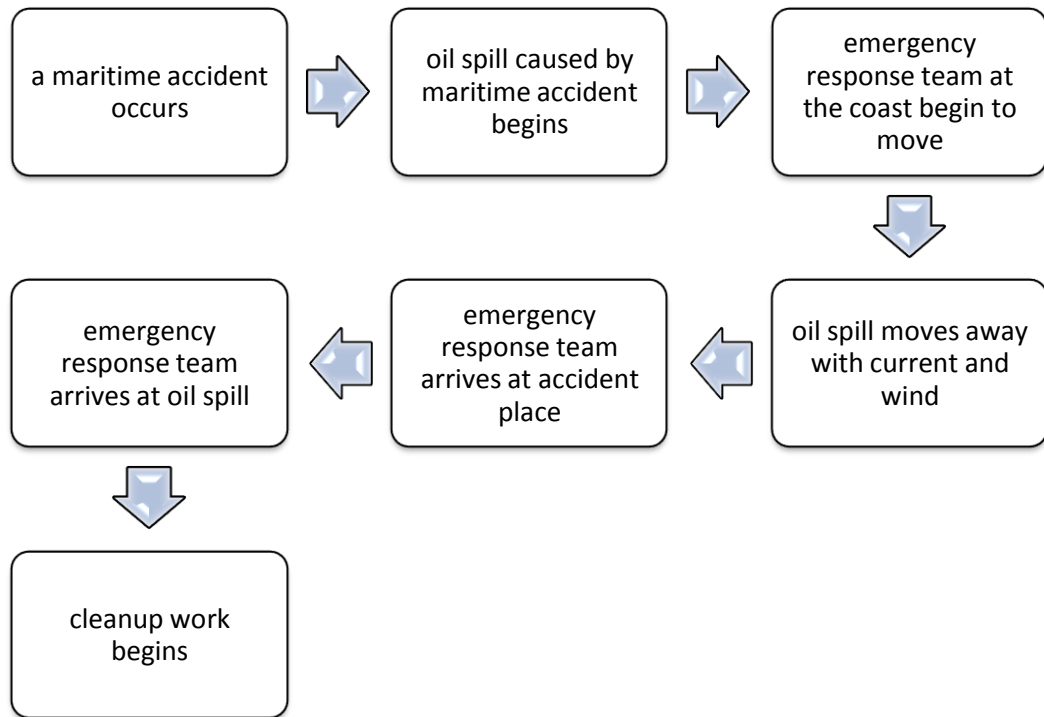 a maritime accident
occurs
oil spill caused by
maritime accident
begins
emergency
response team at
the coast begin to
move
oil spill moves away
with current and
wind
emergency
response team
arrives at accident
place
emergency
response team
arrives at oil spill
cleanup work
begins